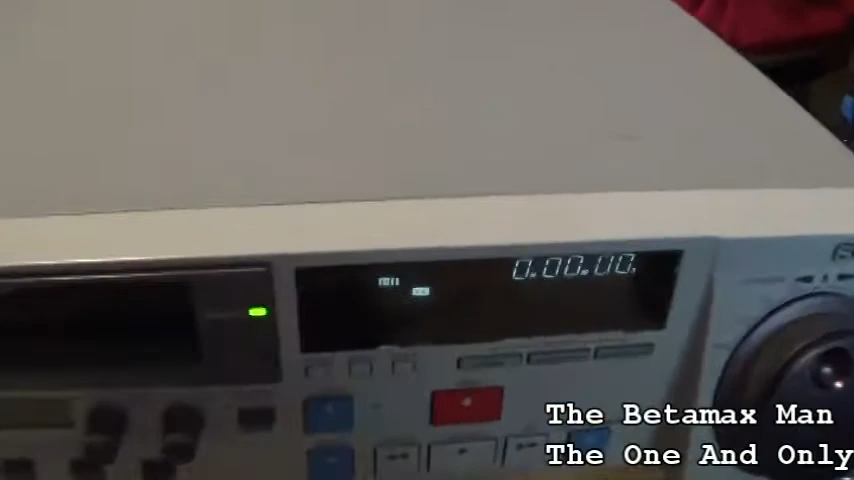 0.00.00.
The Betamax Man
The One And Only